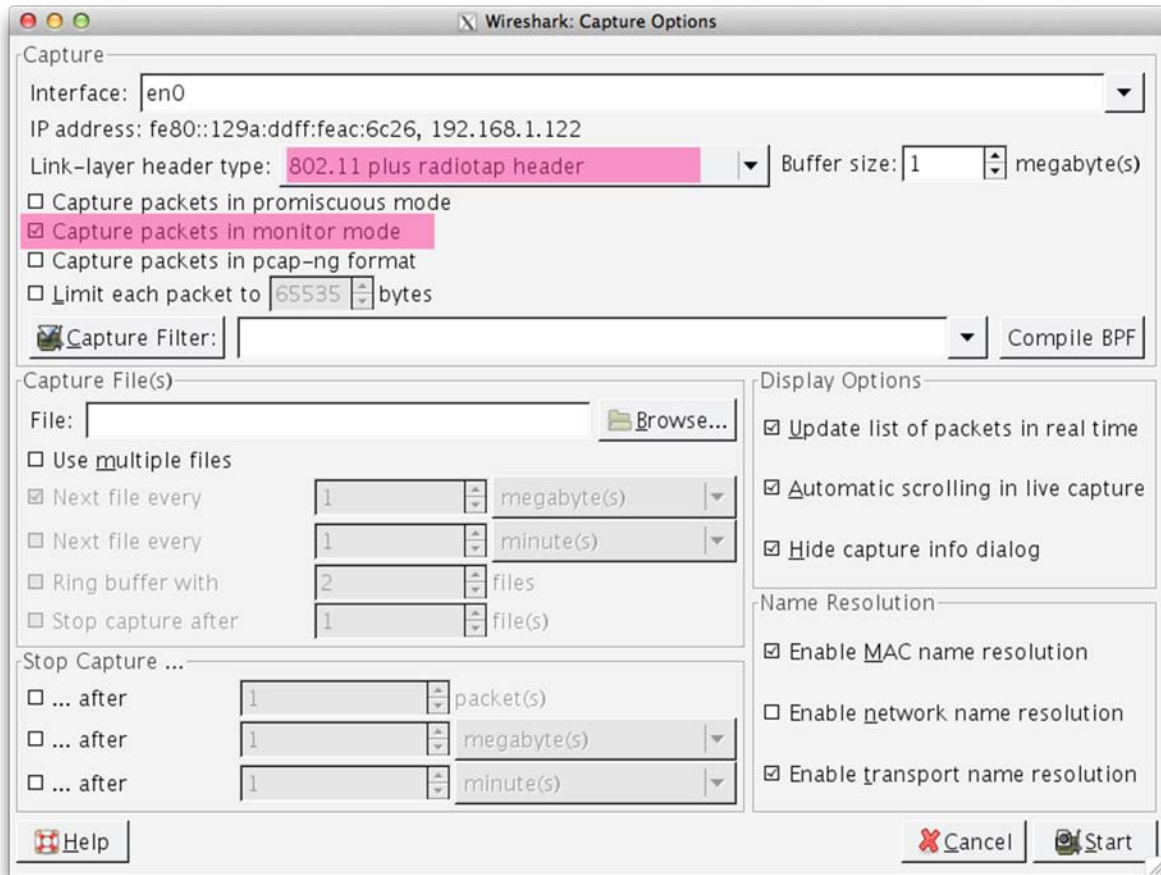 Wireshark: Capture Options
Capture
Interface: en0
IP address: fe80::129a:ddff:feac:6c26, 192.168.1.122
Link-layer header type: 802.11 plus radiotap header Buffer size: 1 megabyte(s)
Capture packets in promiscuous mode
Capture packets in monitor mode
Capture packets in pcap-ng format
Limit each packet to 65535 bytes
Capture Filter: Compile BPF
Capture File(s)
File: Browse...
Use multiple files
Next file every 1 megabyte(s)
Next file every 1 minute(s)
Ring buffer with 2 files
Stop capture after 1 file(s)
Stop Capture ...
... after 1 packet(s)
... after 1 megabyte(s)
... after 1 minute(s)
Display Options
Update list of packets in real time
Automatic scrolling in live capture
Hide capture info dialog
Name Resolution
Enable MAC name resolution
Enable network name resolution
Enable transport name resolution
Help Cancel Start